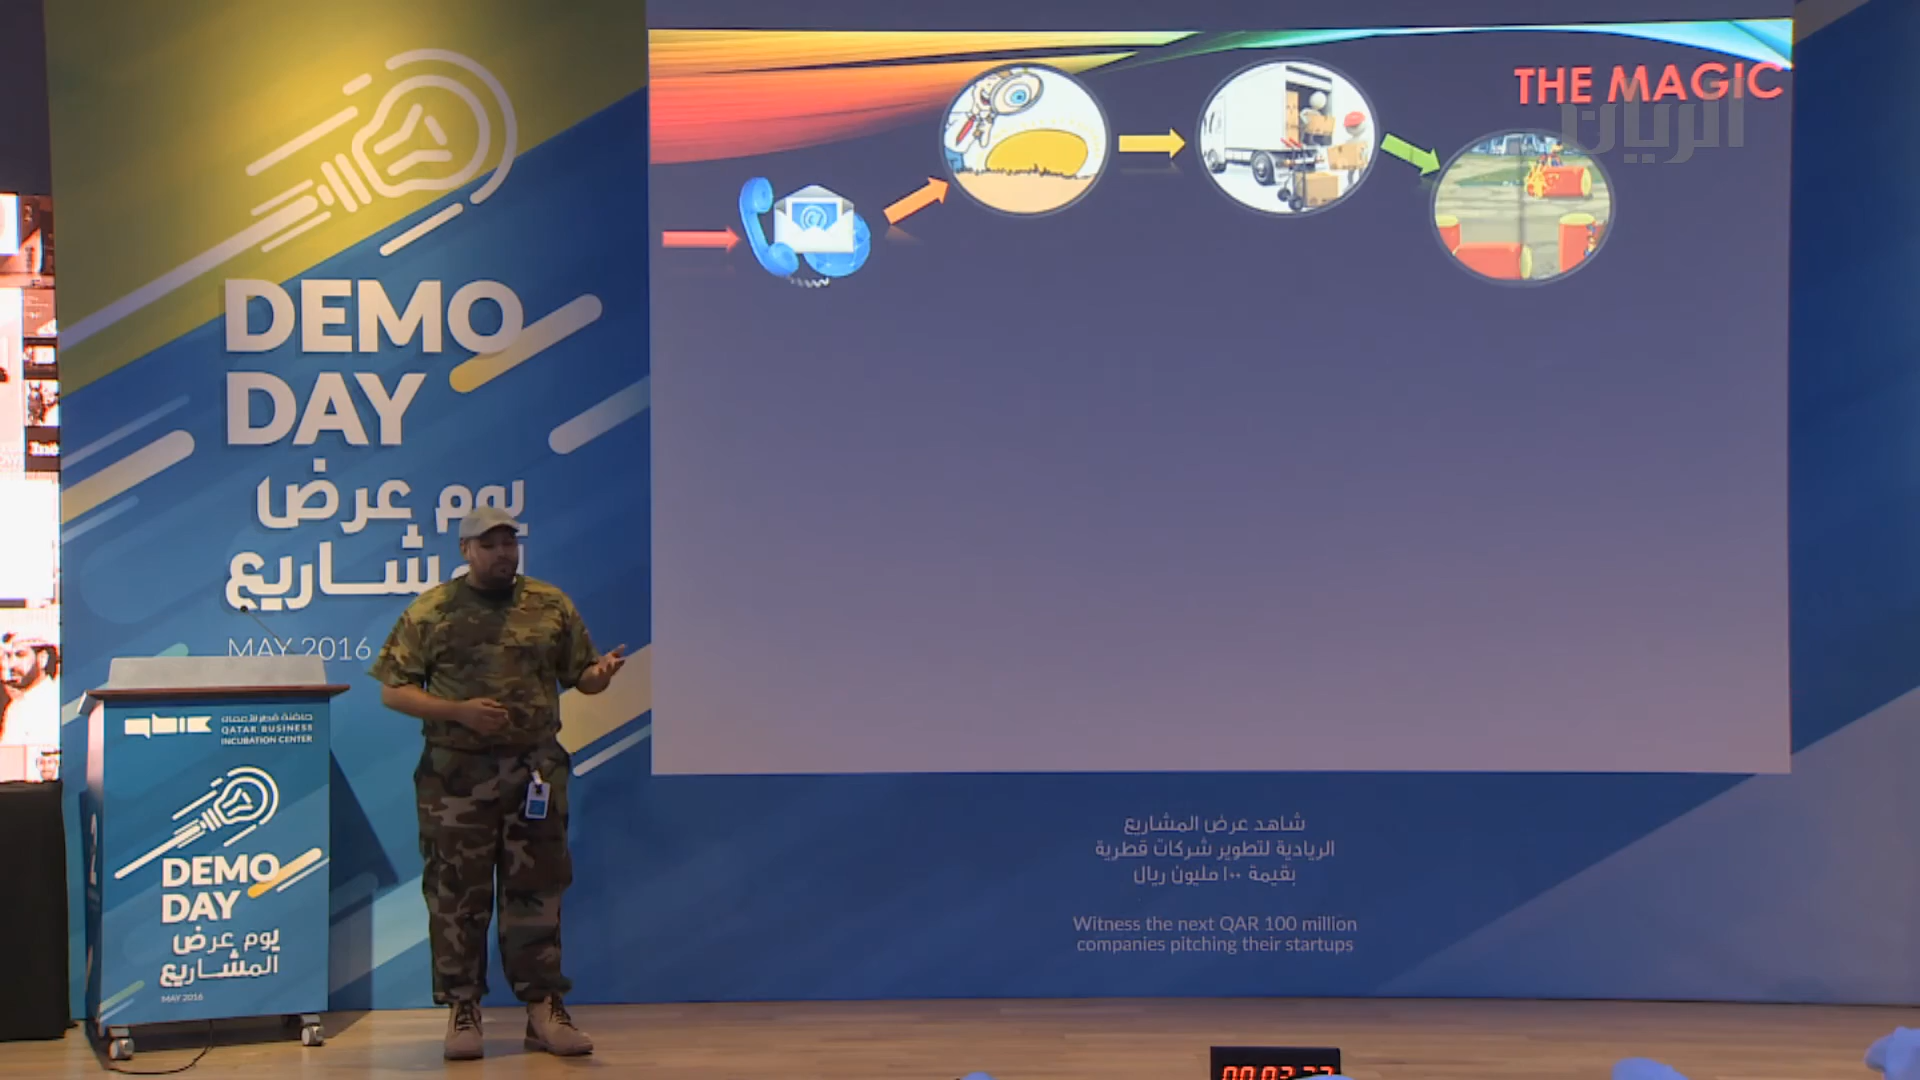 THE MAGIC
الريان
DEMO
DAY
يوم عرض
MAY 2016
حاضنة قطر للأعمال
QATAR BUSINESS
INCUBATION CENTER
DEMO
DAY
يوم عرض
المشاريع
MAY 2016
شاهد عرض المشاريع
الريادية لتطوير شركات قطرية
بقيمة ١٠٠ مليون ريال
Witness the next QAR 100 million
companies pitching their startups